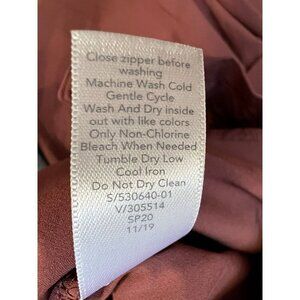 Close zipper before
washing
Machine Wash Cold
Gentle Cycle
Wash And Dry inside
out with like colors
Only Non-Chlorine
Bleach When Needed
Tumble Dry Low
Cool Iron
Do Not Dry Clean
S/530640-01
V/305514
SP20
11/19